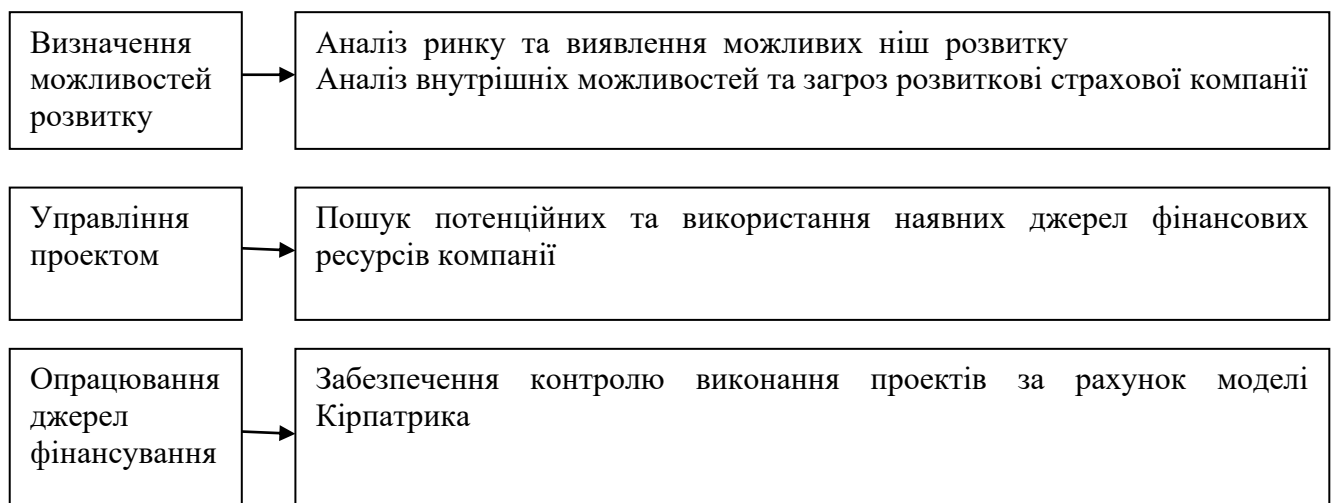 Визначення
можливостей
розвитку
Аналіз ринку та виявлення можливих ніш розвитку
Аналіз внутрішніх можливостей та загроз розвиткові страхової компанії
Управління
проектом
Пошук потенційних та використання наявних джерел фінансових
ресурсів компанії
Опрацювання
джерел
фінансування
Забезпечення контролю виконання проектів за рахунок моделі
Кірпатрика